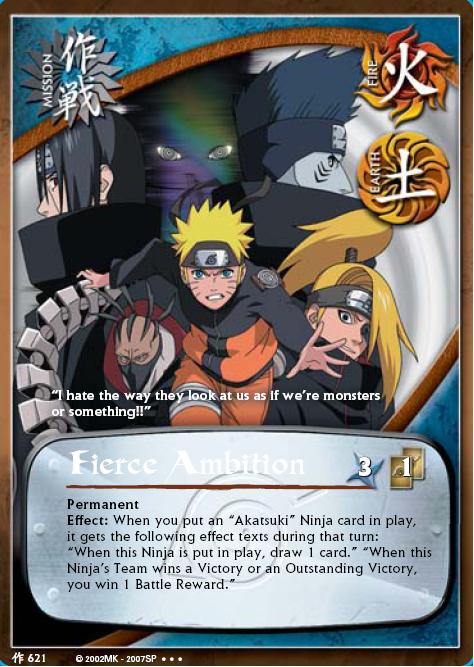 MISSION
作戦
FIRE
火
EARTH
土
“I hate the way they look at us as if we’re monsters
or something!!”
Fierce Ambition
3
1
Permanent
Effect: When you put an “Akatsuki” Ninja card in play,
it gets the following effect texts during that turn:
“When this Ninja is put in play, draw 1 card.” “When this
Ninja’s Team wins a Victory or an Outstanding Victory,
you win 1 Battle Reward.”
作 621
© 2002MK - 2007SP • • •